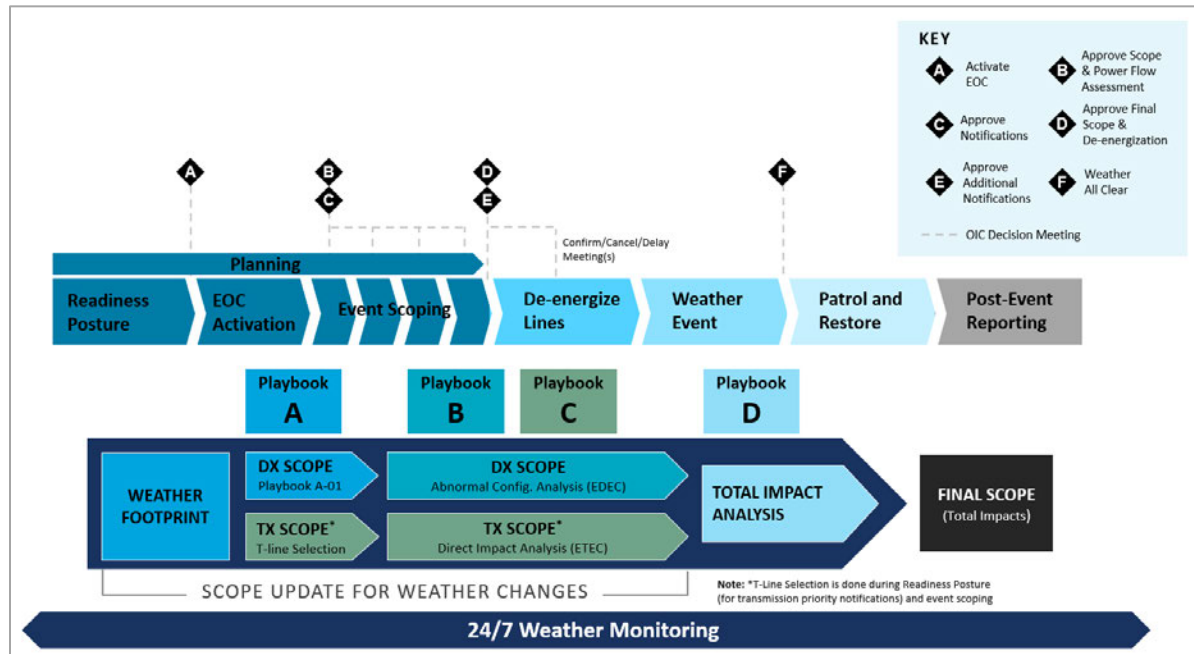 KEY
A
Activate
EOC
B
Approve Scope
& Power Flow
Assessment
C
Approve
Notifications
D
Approve Final
Scope &
De-energization
E
Approve
Additional
Notifications
F
Weather
All Clear
OIC Decision Meeting
A
B
C
D
E
F
Confirm/Cancel/Delay
Meeting(s)
Planning
Readiness
Posture
EOC
Activation
Event Scoping
De-energize
Lines
Weather
Event
Patrol and
Restore
Post-Event
Reporting
Playbook
A
Playbook
B
Playbook
C
Playbook
D
WEATHER
FOOTPRINT
DX SCOPE
Playbook A-01
TX SCOPE*
T-line Selection
DX SCOPE
Abnormal Config. Analysis (EDEC)
TX SCOPE*
Direct Impact Analysis (ETEC)
TOTAL IMPACT
ANALYSIS
FINAL SCOPE
(Total Impacts)
SCOPE UPDATE FOR WEATHER CHANGES
Note: *T-Line Selection is done during Readiness Posture
(for transmission priority notifications) and event scoping
24/7 Weather Monitoring